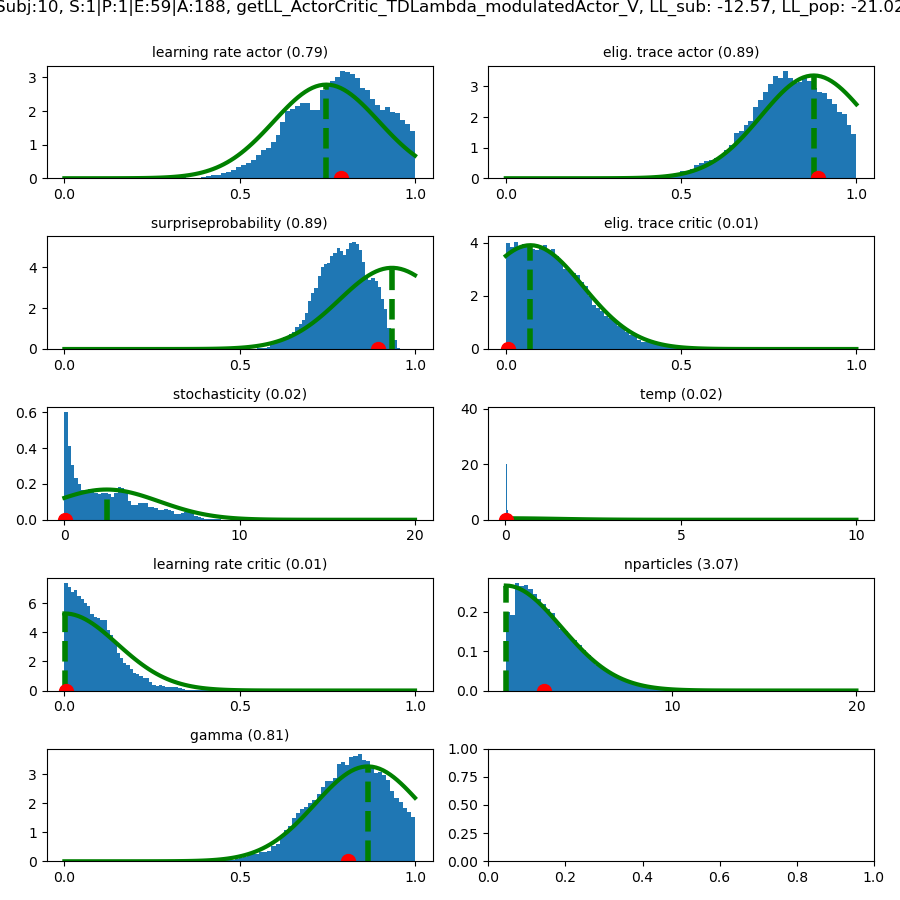 Subj:10, S:1|P:1|E:59|A:188, getLL_ActorCritic_TDLambda_modulatedActor_V, LL_sub: -12.57, LL_pop: -21.02
learning rate actor (0.79)
elig. trace actor (0.89)
3
2
1
0
0.0 0.5 1.0
3
2
1
0
0.0 0.5 1.0
surpriseprobability (0.89)
elig. trace critic (0.01)
4
2
0
0.0 0.5 1.0
4
2
0
0.0 0.5 1.0
stochasticity (0.02)
temp (0.02)
0.6
0.4
0.2
0.0
0 10 20
40
20
0
0 5 10
learning rate critic (0.01)
nparticles (3.07)
6
4
2
0
0.0 0.5 1.0
0.2
0.1
0.0
10 20
gamma (0.81)
3
2
1
0
0.0 0.5 1.0
1.00
0.75
0.50
0.25
0.00
0.0 0.2 0.4 0.6 0.8 1.0